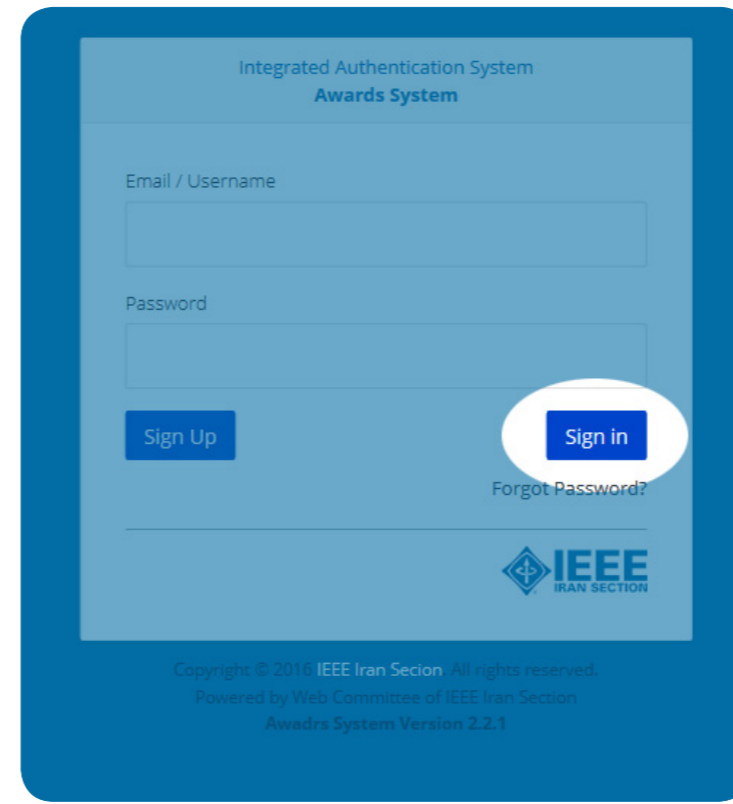 Integrated Authentication System
Awards System
Email / Username
Password
Sign Up
Sign in
Forgot Password?
IEEE
IRAN SECTION
Copyright © 2016 IEEE Iran Secion. All rights reserved.
Powered by Web Committee of IEEE Iran Section
Awadrs System Version 2.2.1